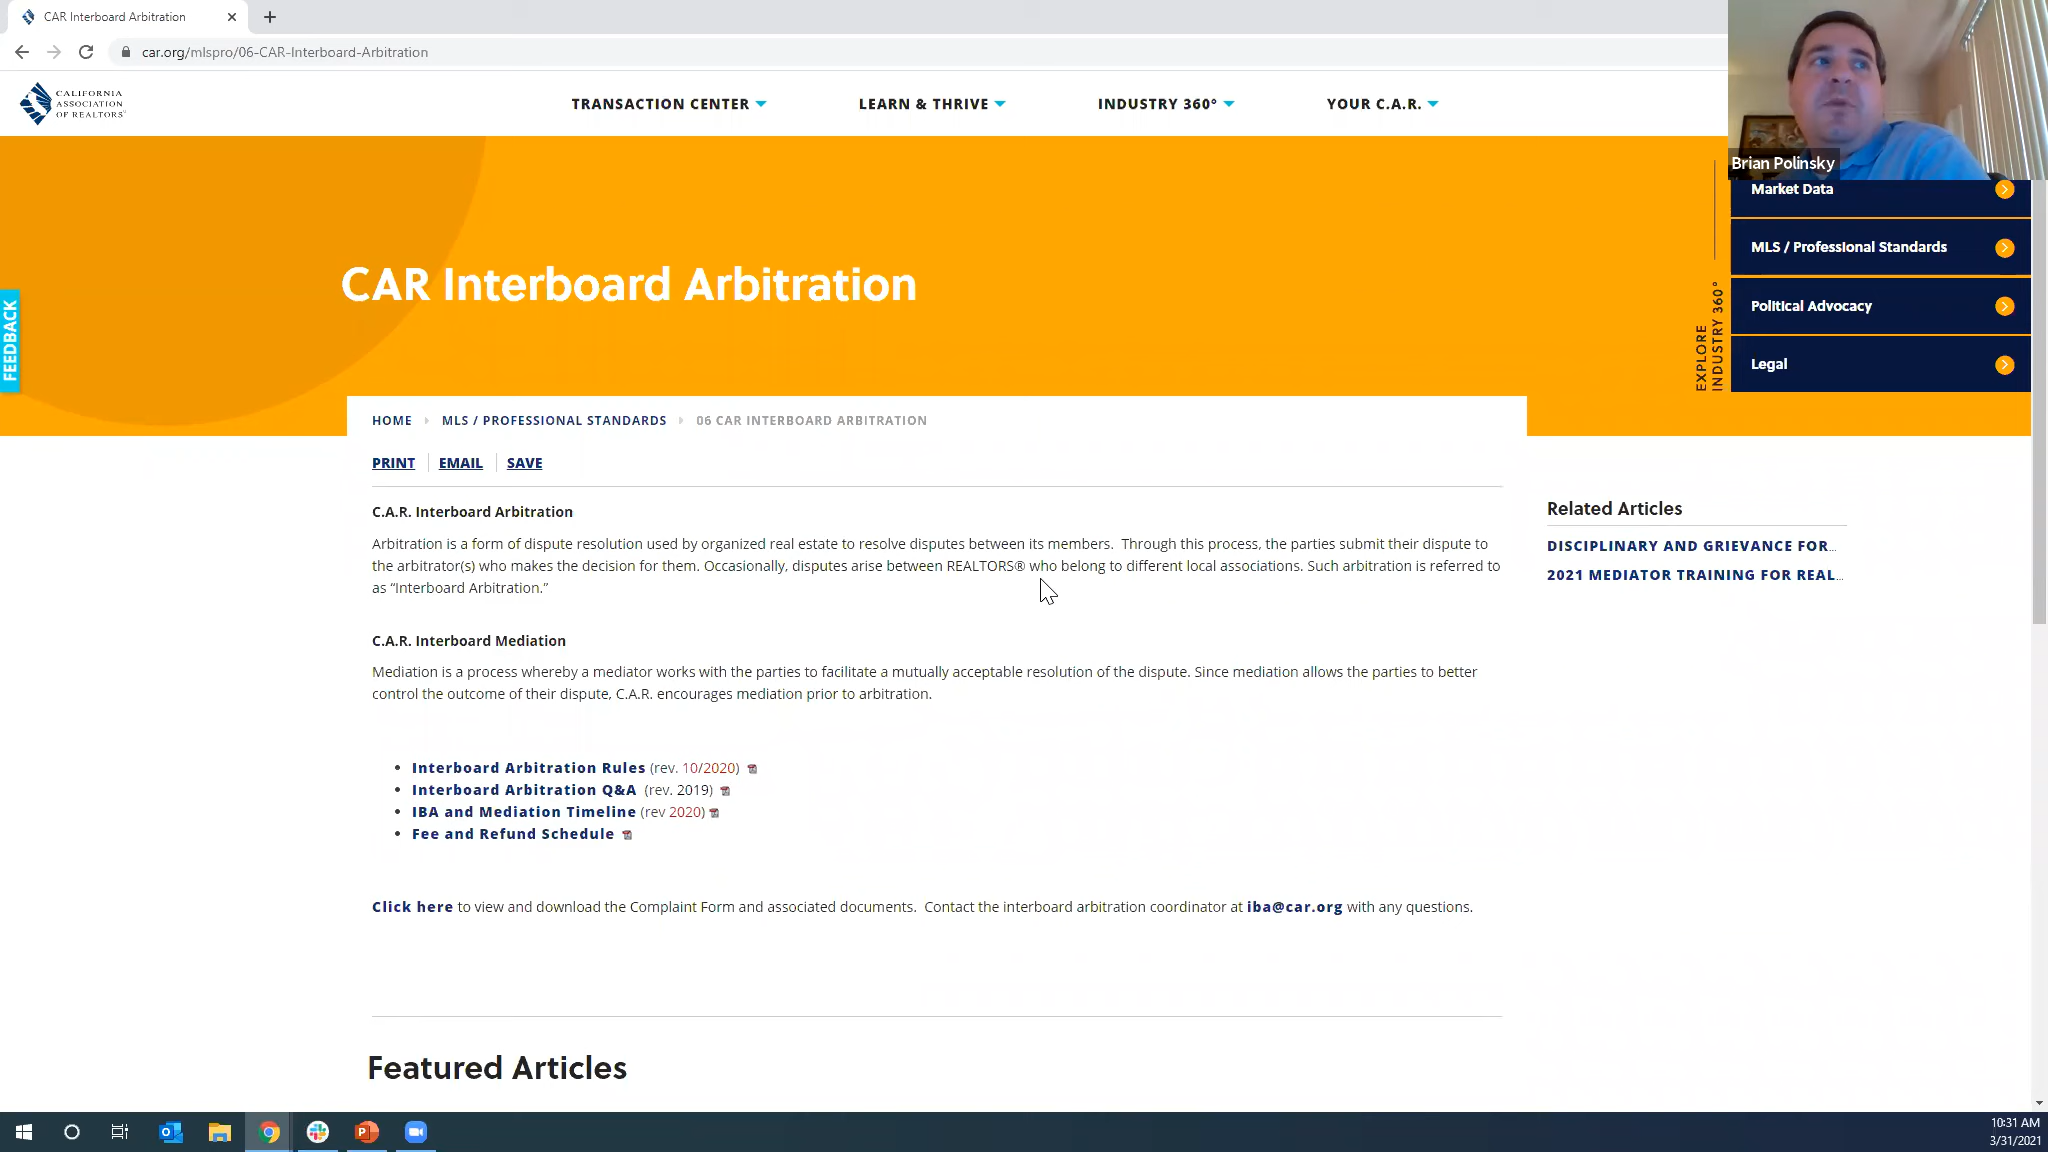 CAR Interboard Arbitration
car.org/mlspro/06-CAR-Interboard-Arbitration
CALIFORNIA
ASSOCIATION
OF REALTORS®
TRANSACTION CENTER
LEARN & THRIVE
INDUSTRY 360°
YOUR C.A.R.
Brian Polinsky
Market Data
MLS / Professional Standards
Political Advocacy
Legal
EXPLORE
INDUSTRY 360°
FEEDBACK
CAR Interboard Arbitration
HOME MLS / PROFESSIONAL STANDARDS 06 CAR INTERBOARD ARBITRATION
PRINT EMAIL SAVE
C.A.R. Interboard Arbitration
Arbitration is a form of dispute resolution used by organized real estate to resolve disputes between its members.  Through this process, the parties submit their dispute to
the arbitrator(s) who makes the decision for them. Occasionally, disputes arise between REALTORS® who belong to different local associations. Such arbitration is referred to
as “Interboard Arbitration.”
C.A.R. Interboard Mediation
Mediation is a process whereby a mediator works with the parties to facilitate a mutually acceptable resolution of the dispute. Since mediation allows the parties to better
control the outcome of their dispute, C.A.R. encourages mediation prior to arbitration.
• Interboard Arbitration Rules (rev. 10/2020)
• Interboard Arbitration Q&A (rev. 2019)
• IBA and Mediation Timeline (rev 2020)
• Fee and Refund Schedule
Click here to view and download the Complaint Form and associated documents.  Contact the interboard arbitration coordinator at iba@car.org with any questions.
Related Articles
DISCIPLINARY AND GRIEVANCE FOR...
2021 MEDIATOR TRAINING FOR REAL...
Featured Articles
10:31 AM
3/31/2021